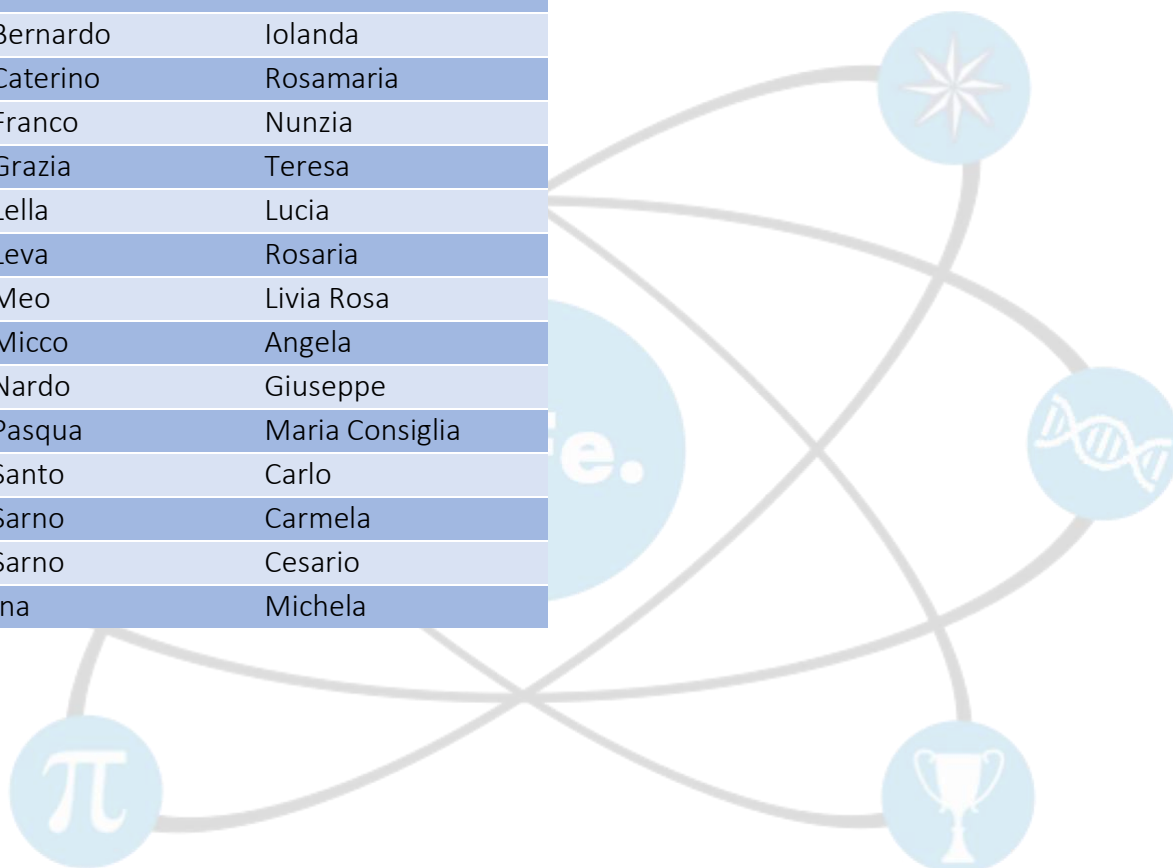 Bernardo Iolanda
Caterino Rosamaria
Franco Nunzia
Grazia Teresa
Lella Lucia
Leva Rosaria
Meo Livia Rosa
Micco Angela
Nardo Giuseppe
Pasqua Maria Consiglia
Santo Carlo
Sarno Carmela
Sarno Cesario
Michela
e.
π